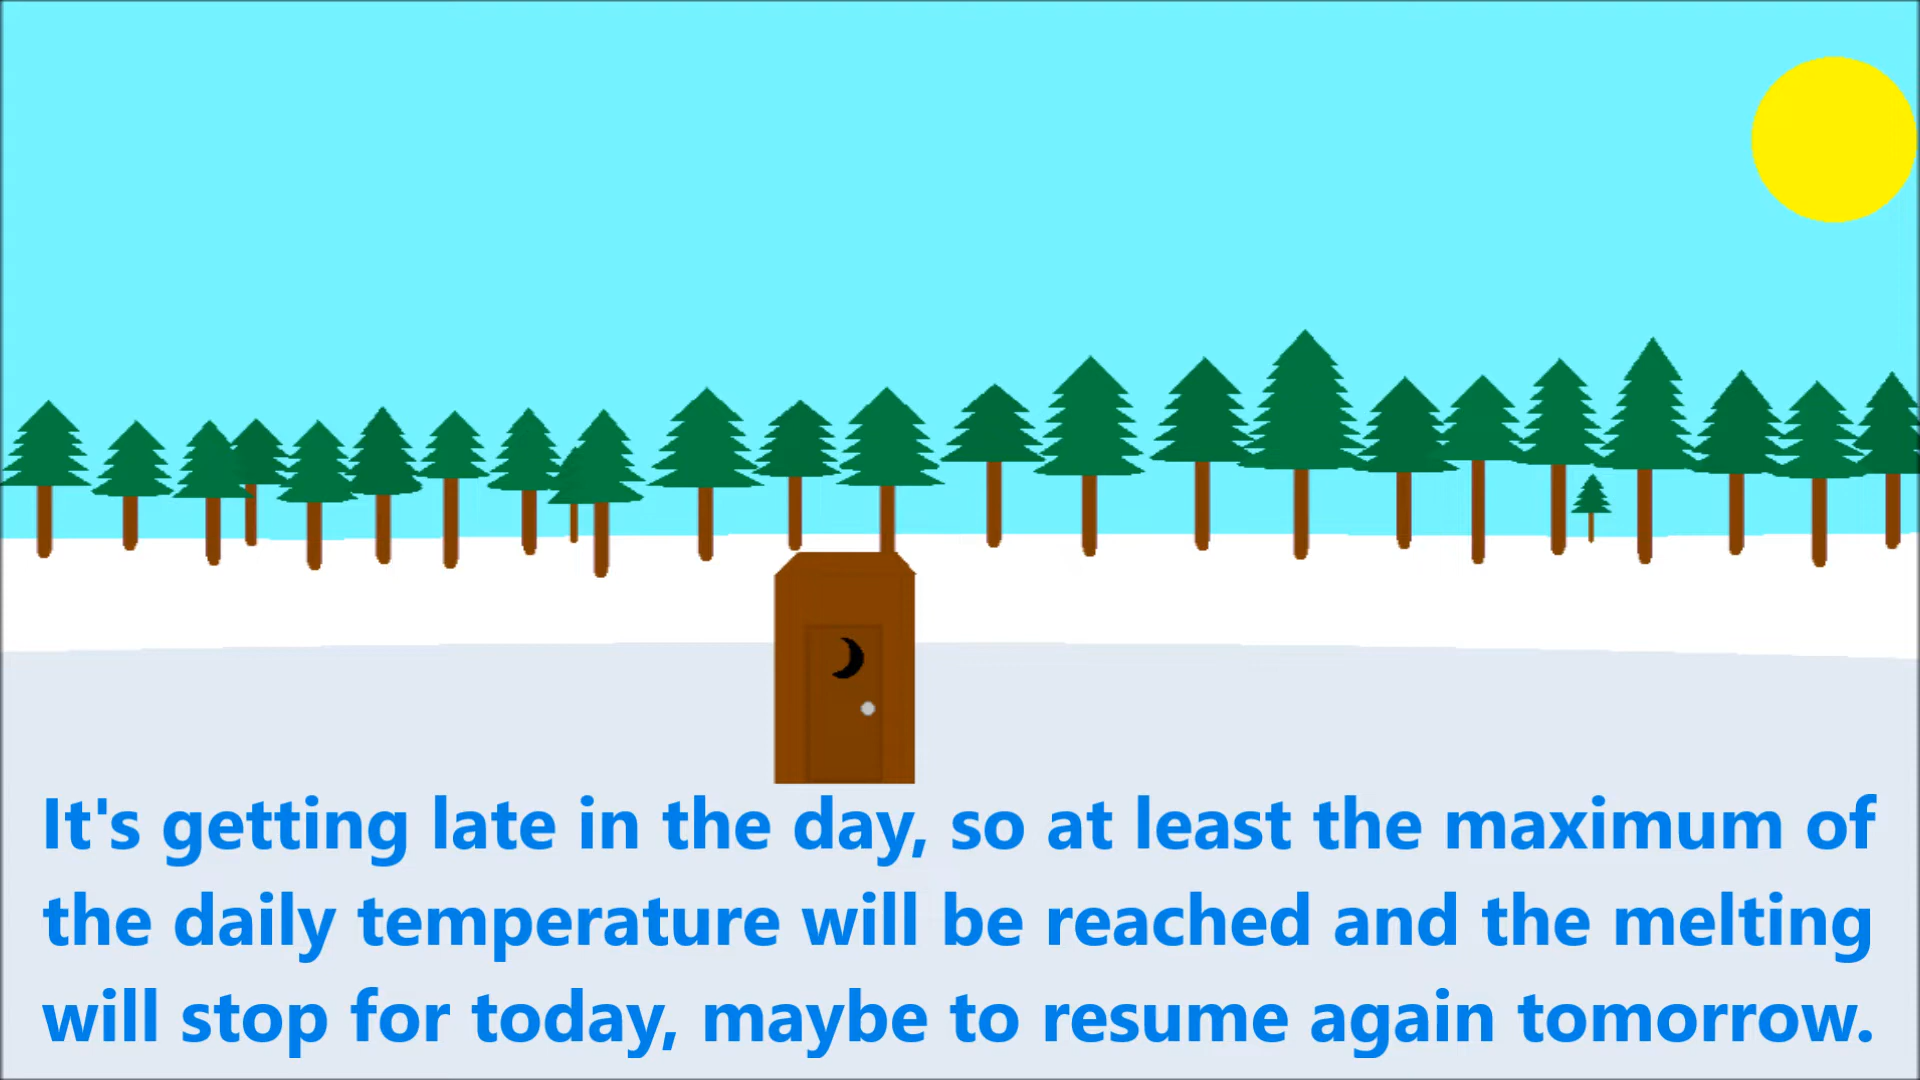 It's getting late in the day, so at least the maximum of
the daily temperature will be reached and the melting
will stop for today, maybe to resume again tomorrow.